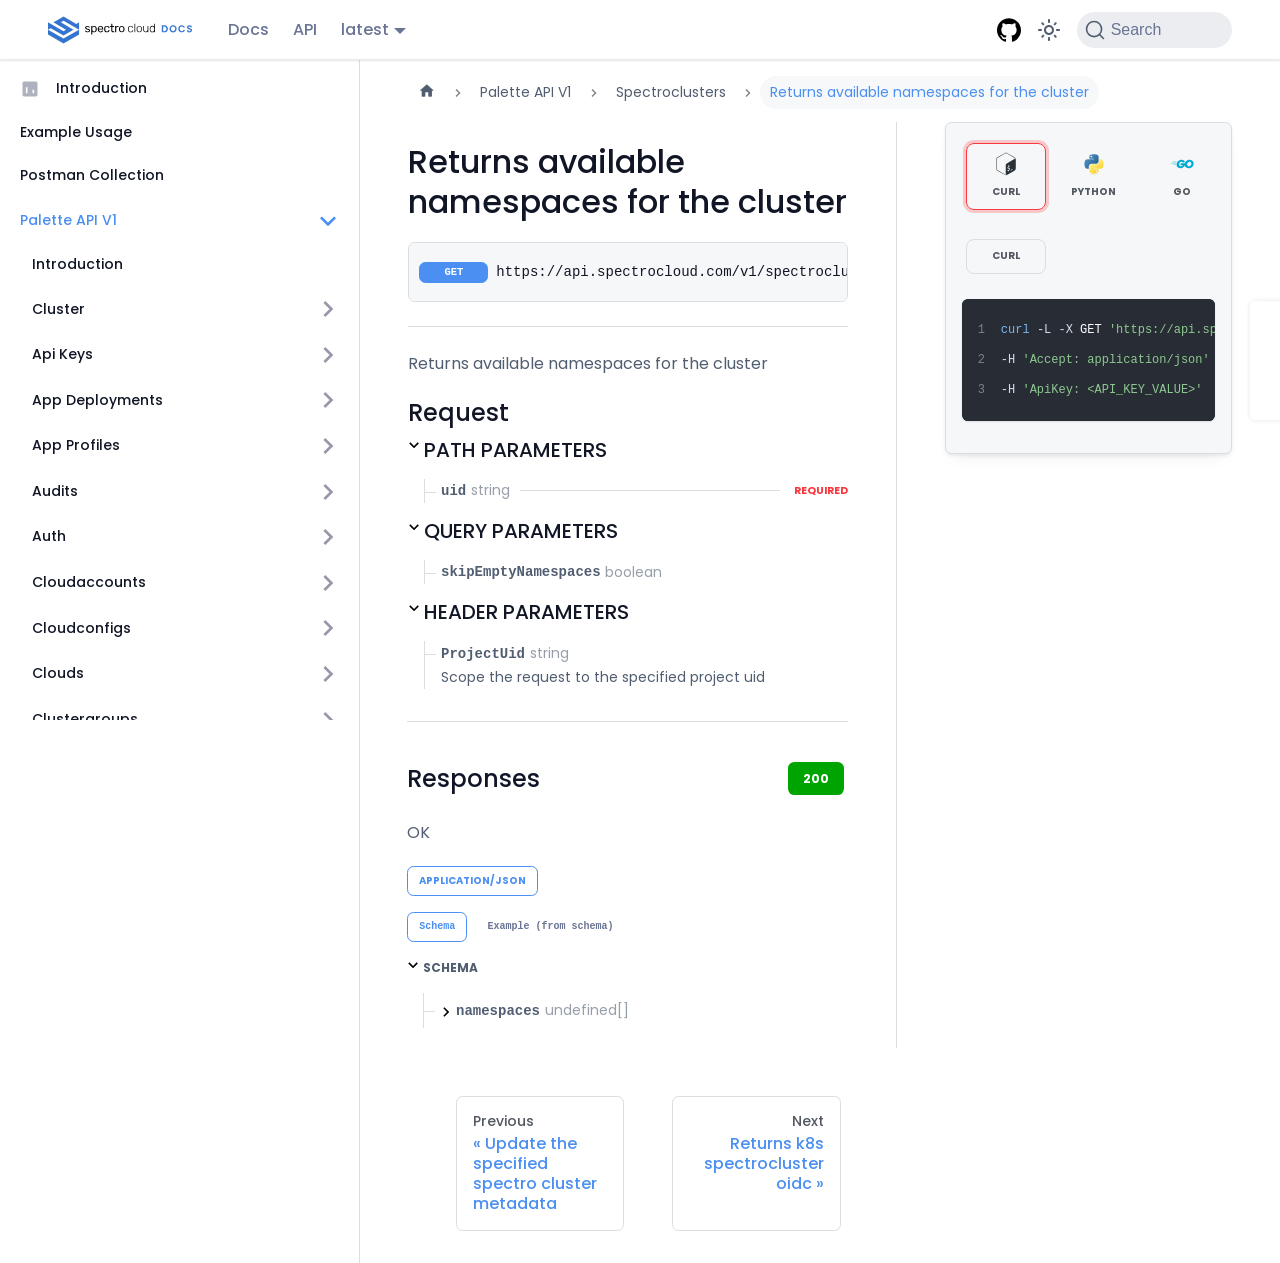 spectro cloud DOCS
Docs
API
latest
Search
Introduction
Example Usage
Postman Collection
Palette API V1
Introduction
Cluster
Api Keys
App Deployments
App Profiles
Audits
Auth
Cloudaccounts
Cloudconfigs
Clouds
Clustergroups
Palette API V1
Spectroclusters
Returns available namespaces for the cluster
Returns available
namespaces for the cluster
GET https://api.spectrocloud.com/v1/spectroclu
Returns available namespaces for the cluster
Request
PATH PARAMETERS
uid string REQUIRED
QUERY PARAMETERS
skipEmptyNamespaces boolean
HEADER PARAMETERS
ProjectUid string
Scope the request to the specified project uid
Responses
200
OK
APPLICATION/JSON
Schema
Example (from schema)
SCHEMA
namespaces undefined[]
CURL
PYTHON
GO
GO
CURL
1 curl -L -X GET 'https://api.sp
2 -H 'Accept: application/json'
3 -H 'ApiKey: <API_KEY_VALUE>'
Previous
« Update the
specified
spectro cluster
metadata
Next
Returns k8s
spectrocluster
oidc »